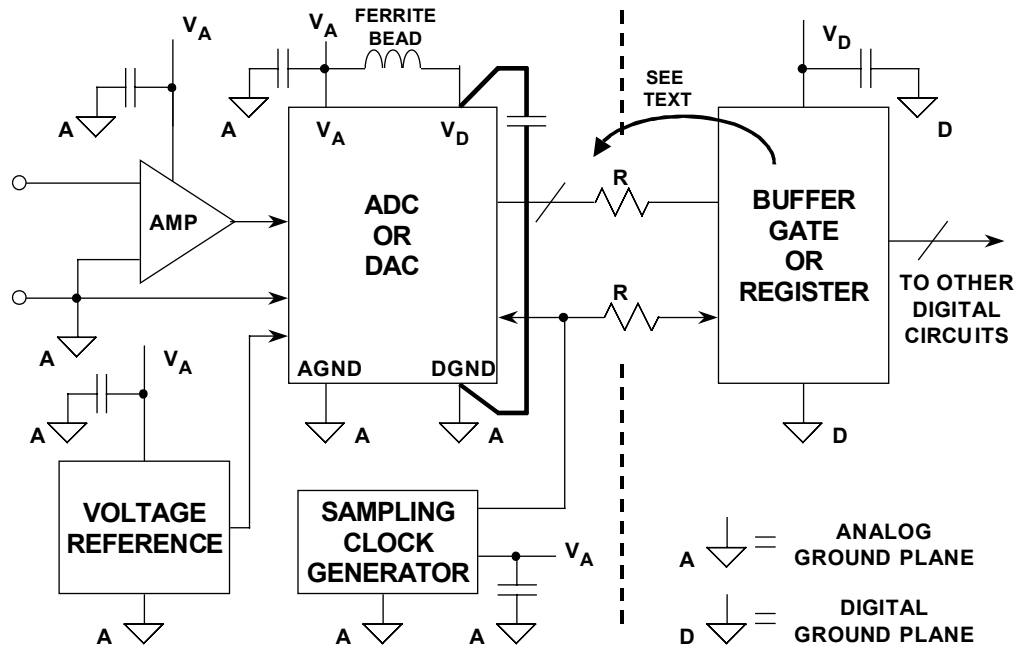 V_A
V_A
FERRITE
BEAD
V_D
A
A
V_A
V_D
SEE
TEXT
D
AMP
ADC
OR
DAC
R
BUFFER
GATE
OR
REGISTER
R
TO OTHER
DIGITAL
CIRCUITS
A
V_A
AGND
DGND
A
A
A
D
VOLTAGE
REFERENCE
SAMPLING
CLOCK
GENERATOR
V_A
A
A
A
A
=
ANALOG
GROUND PLANE
D
=
DIGITAL
GROUND PLANE